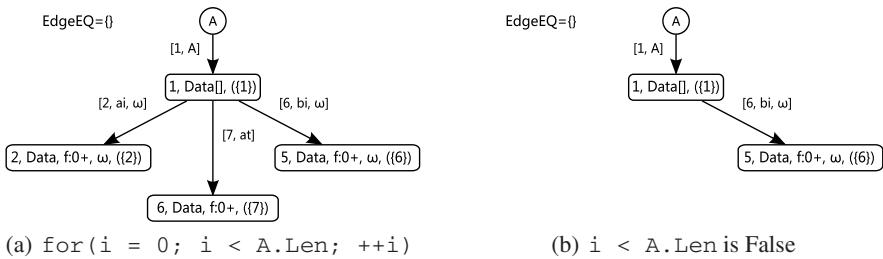 EdgeEQ={}
A
[1, A]
1, Data[], ({1})
[2, ai, ω]
[6, bi, ω]
[7, at]
2, Data, f:0+, ω, ({2})
5, Data, f:0+, ω, ({6})
6, Data, f:0+, ({7})
(a) for(i = 0; i < A.Len; ++i)
EdgeEQ={}
A
[1, A]
1, Data[], ({1})
[6, bi, ω]
5, Data, f:0+, ω, ({6})
(b) i < A.Len is False